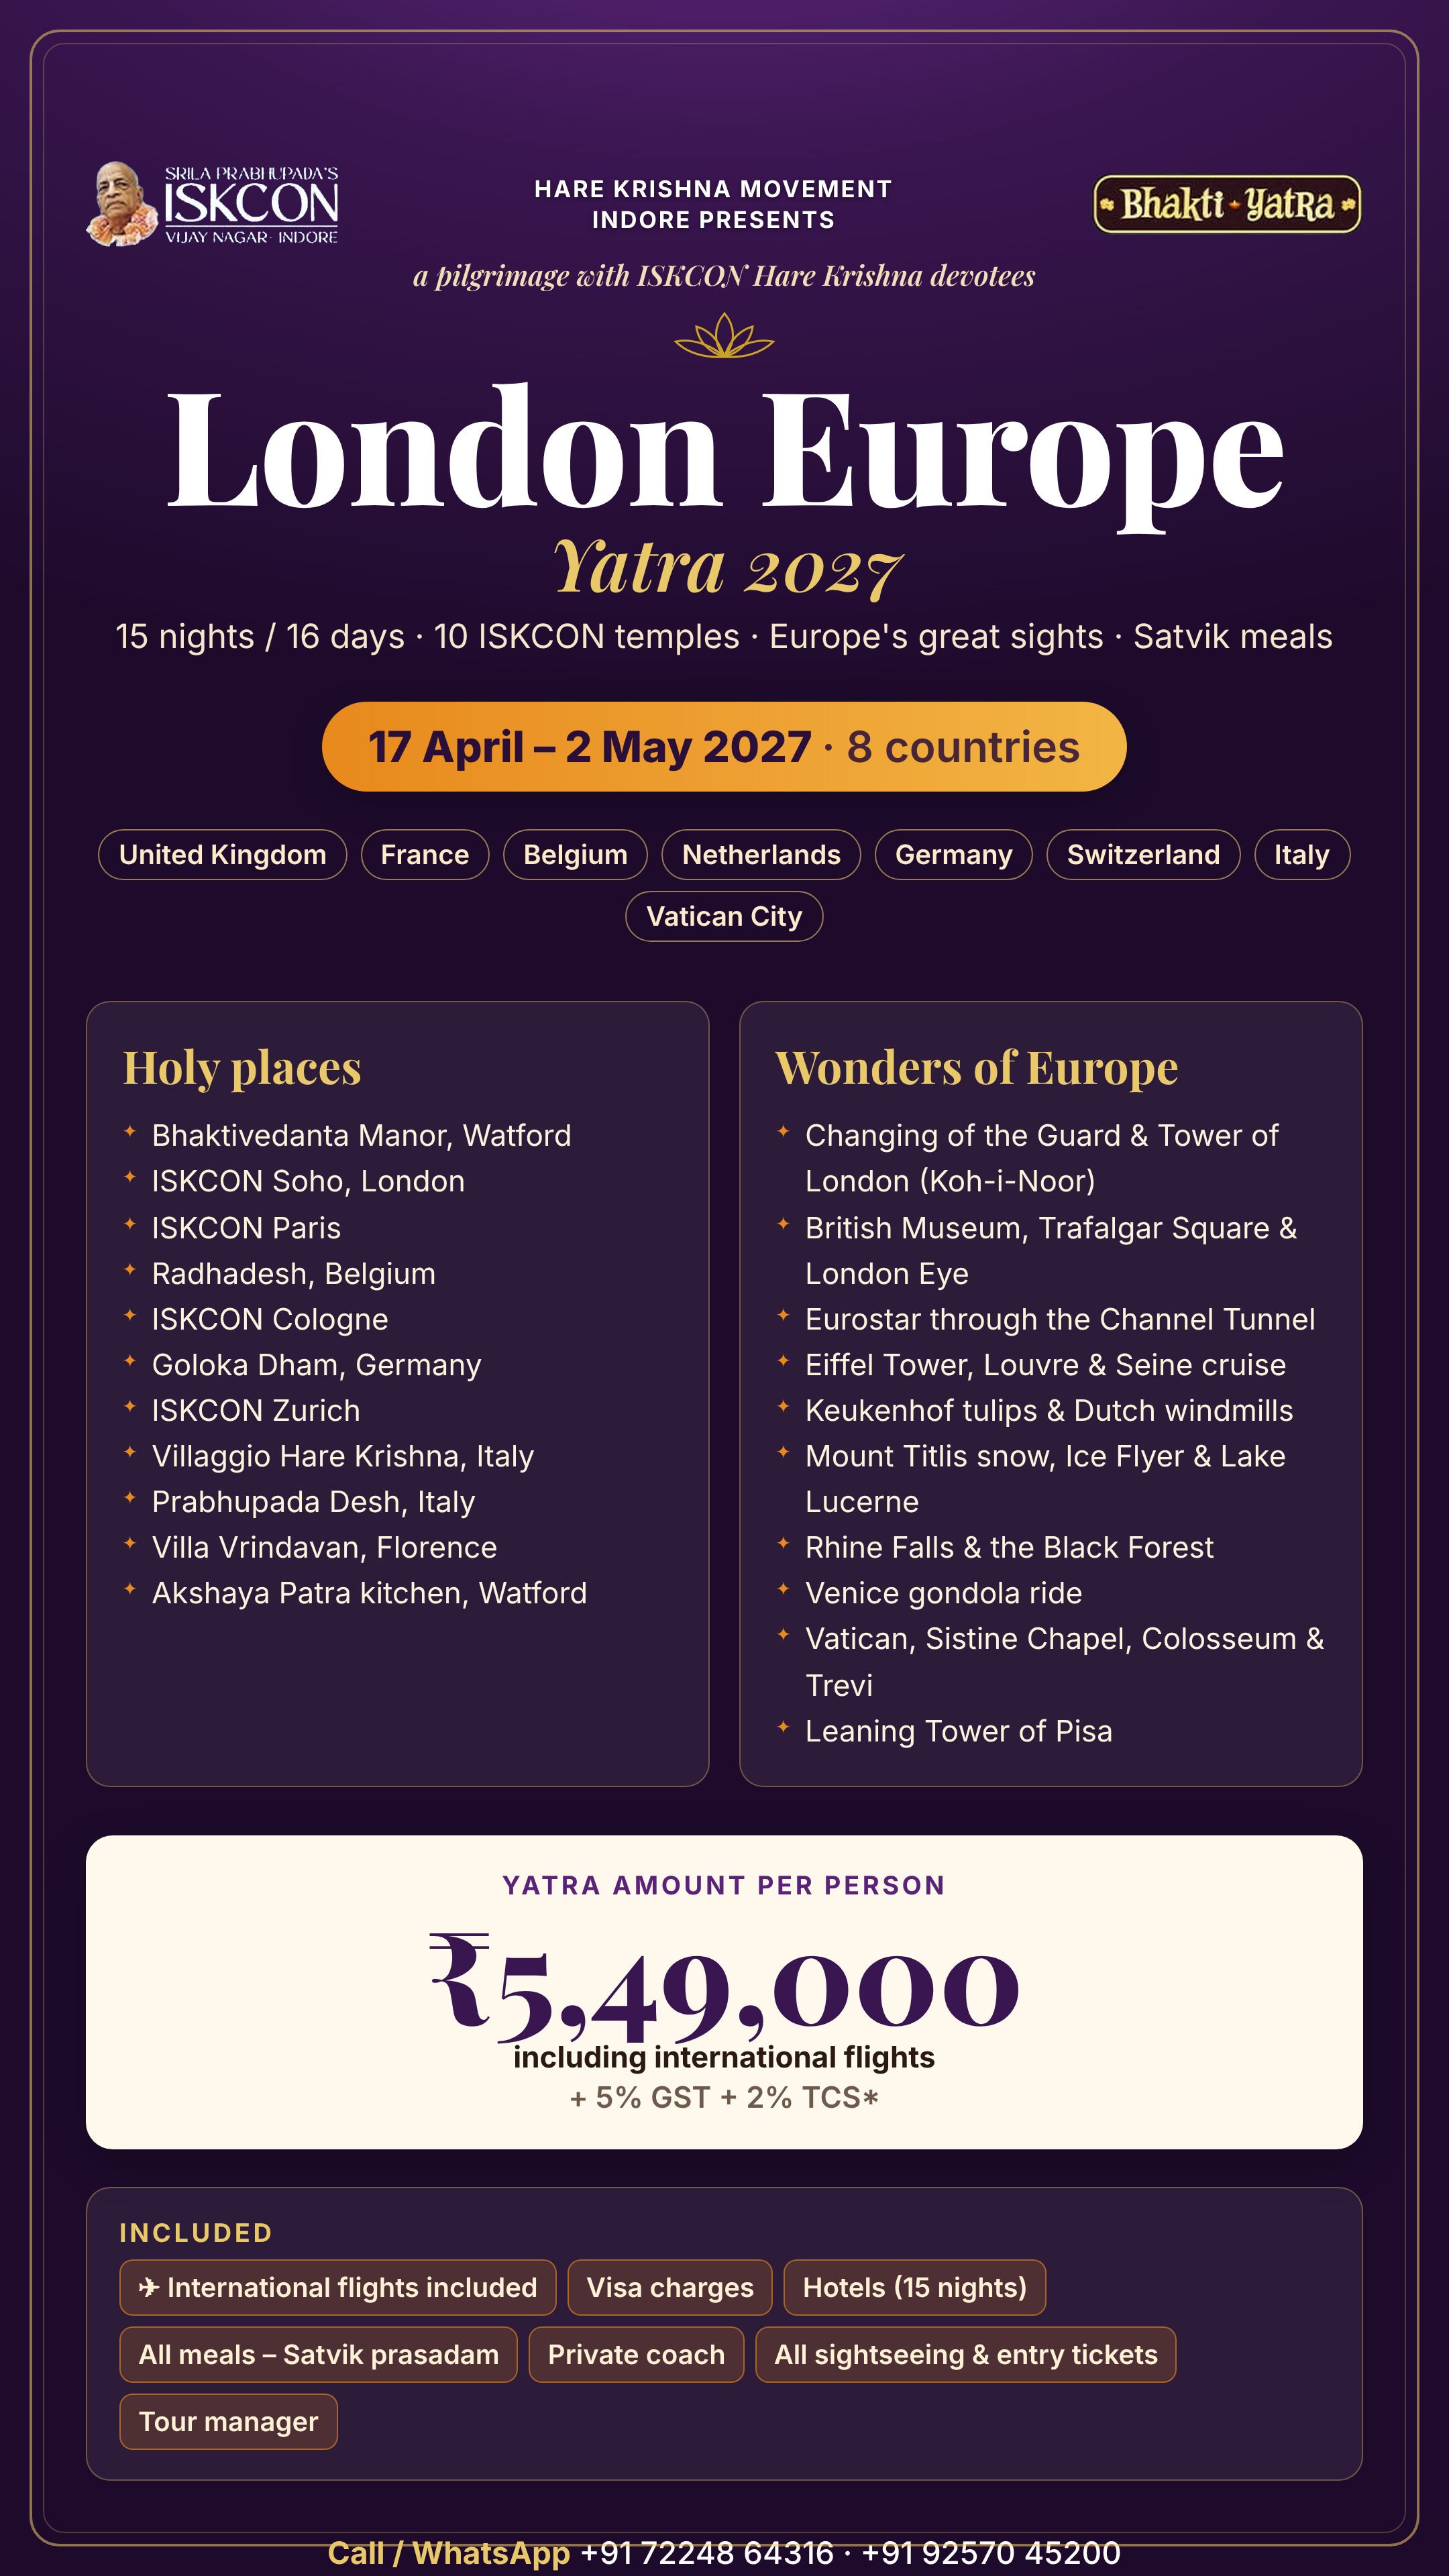 SRILA PRABHUPADA'S
ISKCON
VIJAY NAGAR · INDORE
HARE KRISHNA MOVEMENT
INDORE PRESENTS
Bhakti Yatra
a pilgrimage with ISKCON Hare Krishna devotees
London Europe
Yatra 2027
15 nights / 16 days · 10 ISKCON temples · Europe's great sights · Satvik meals
17 April – 2 May 2027 · 8 countries
United Kingdom France Belgium Netherlands Germany Switzerland Italy
Vatican City
Holy places
Bhaktivedanta Manor, Watford
ISKCON Soho, London
ISKCON Paris
Radhadesh, Belgium
ISKCON Cologne
Goloka Dham, Germany
ISKCON Zurich
Villaggio Hare Krishna, Italy
Prabhupada Desh, Italy
Villa Vrindavan, Florence
Akshaya Patra kitchen, Watford
Wonders of Europe
Changing of the Guard & Tower of
London (Koh-i-Noor)
British Museum, Trafalgar Square &
London Eye
Eurostar through the Channel Tunnel
Eiffel Tower, Louvre & Seine cruise
Keukenhof tulips & Dutch windmills
Mount Titlis snow, Ice Flyer & Lake
Lucerne
Rhine Falls & the Black Forest
Venice gondola ride
Vatican, Sistine Chapel, Colosseum &
Trevi
Leaning Tower of Pisa
YATRA AMOUNT PER PERSON
₹5,49,000
including international flights
+ 5% GST + 2% TCS*
INCLUDED
✈ International flights included Visa charges Hotels (15 nights)
All meals – Satvik prasadam Private coach All sightseeing & entry tickets
Tour manager
Call / WhatsApp +91 72248 64316 · +91 92570 45200